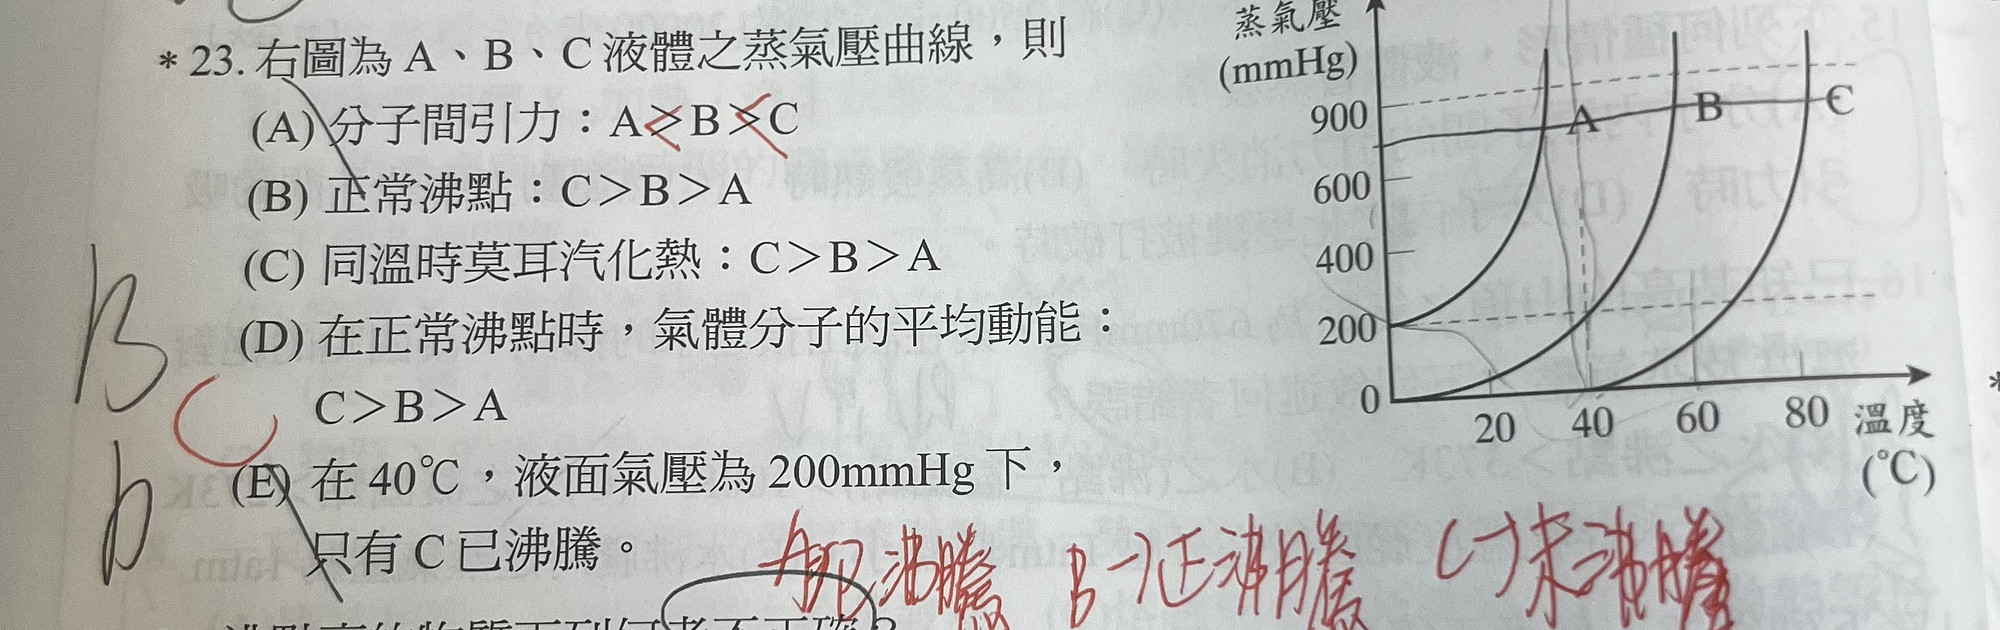 *23.右圖為 A、B、C 液體之蒸氣壓曲線，則
(A) 分子間引力：A>B>C
(B) 正常沸點：C>B>A
(C) 同溫時莫耳汽化熱：C>B>A
(D) 在正常沸點時，氣體分子的平均動能：
C>B>A
(E) 在 40℃，液面氣壓為 200mmHg 下，
只有 C 已沸騰。
B
C
b
A即沸騰 B→正沸騰 C→未沸騰
蒸氣壓
(mmHg)
900
600
400
200
0
A
B
C
20 40 60 80 溫度
(℃)